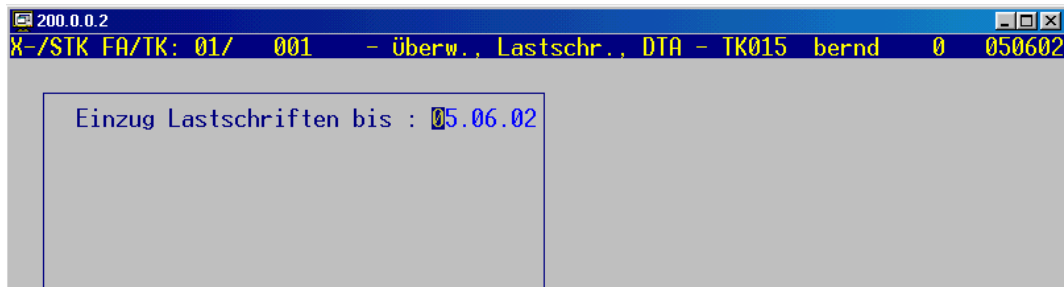 200.0.0.2
X-/STK FA/TK: 01/ 001 - Überw., Lastschr., DTA - TK015 bernd 0 050602
Einzug Lastschriften bis : 05.06.02